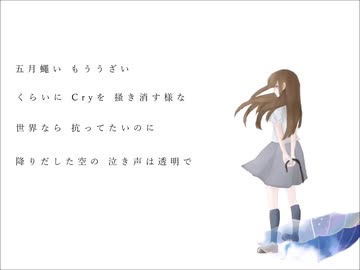 五月蠅い もううざい
くらいに Cryを 掻き消す様な
世界なら 抗ってたいのに
降りだした空の 泣き声は透明で